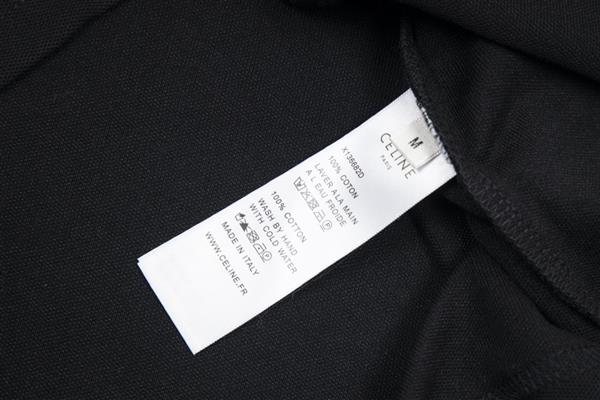 M
CELINE
PARIS
X136682D
100% COTON
LAVER A LA MAIN
A L EAU FROIDE
100% COTTON
WASH BY HAND
WITH COLD WATER
MADE IN ITALY
WWW.CELINE.FR